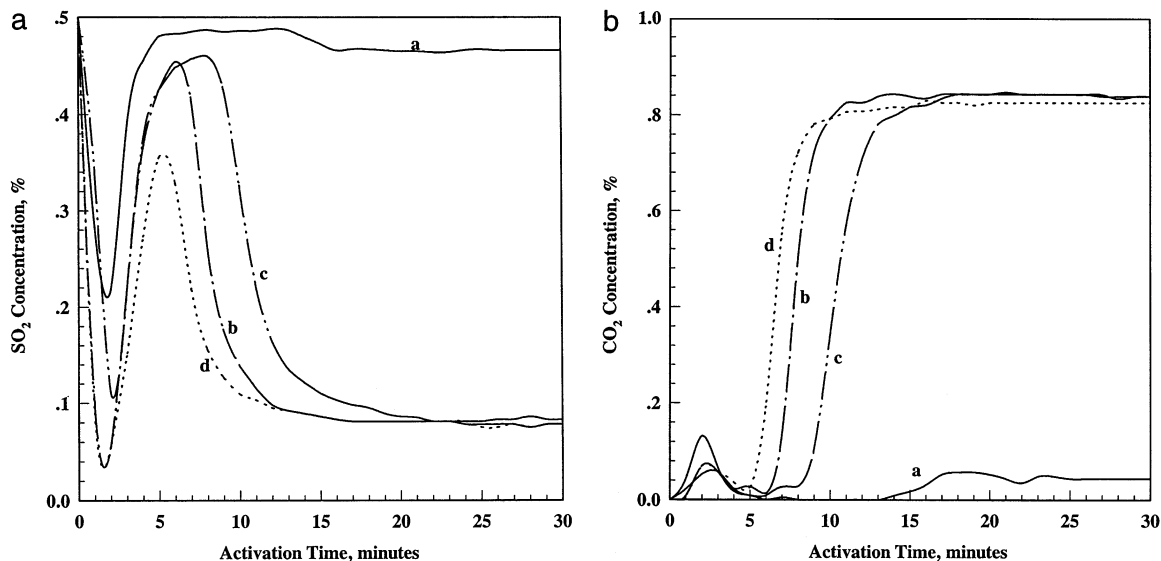 a
.5
.4
.3
.2
.1
0.0
SO2 Concentration, %
0 5 10 15 20 25 30
Activation Time, minutes
a
b
c
d
b
1.0
.8
.6
.4
.2
0.0
CO2 Concentration, %
0 5 10 15 20 25 30
Activation Time, minutes
d
b
c
a